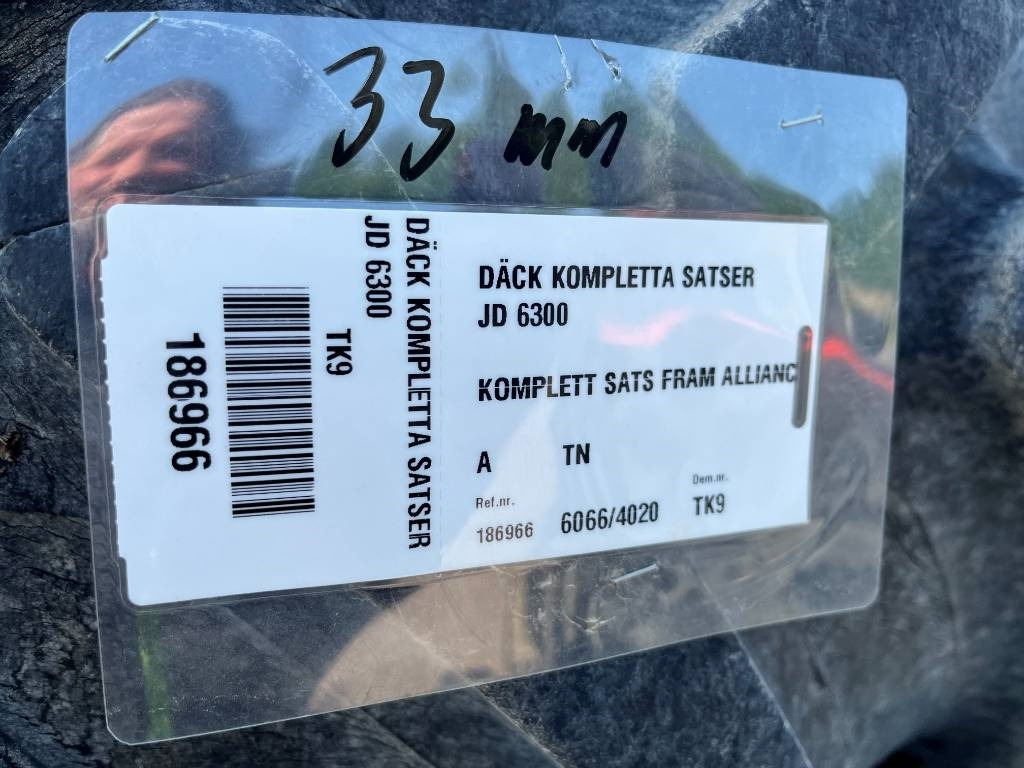 33 mm
DÄCK KOMPLETTA SATSER
JD 6300
KOMPLETT SATS FRAM ALLIANC
A TN
Ref.nr. Dem.nr.
186966 6066/4020 TK9
DÄCK KOMPLETTA SATSER
JD 6300
TK9
186966